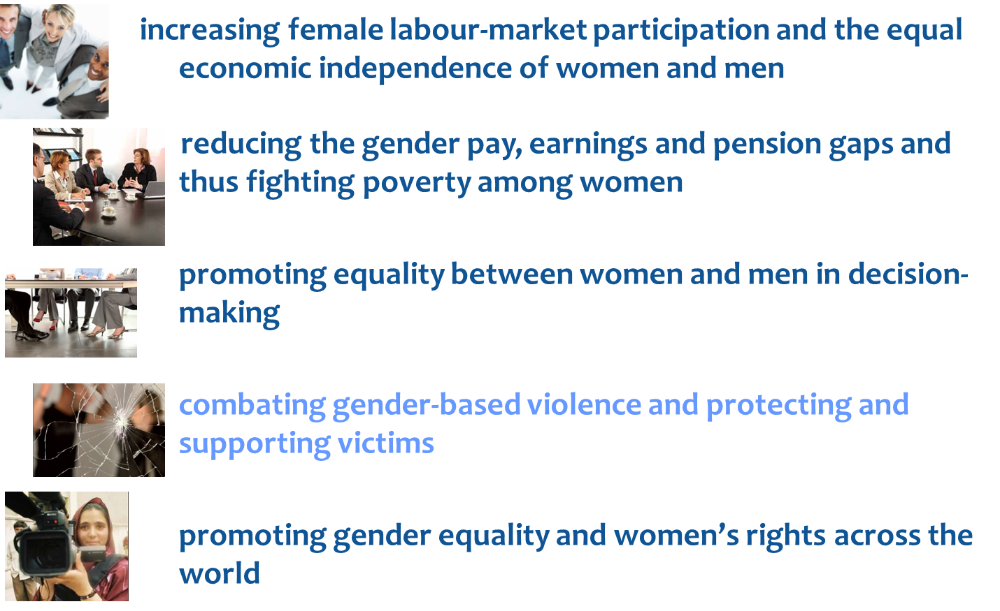 increasing female labour-market participation and the equal
economic independence of women and men
reducing the gender pay, earnings and pension gaps and
thus fighting poverty among women
promoting equality between women and men in decision-
making
combating gender-based violence and protecting and
supporting victims
promoting gender equality and women’s rights across the
world